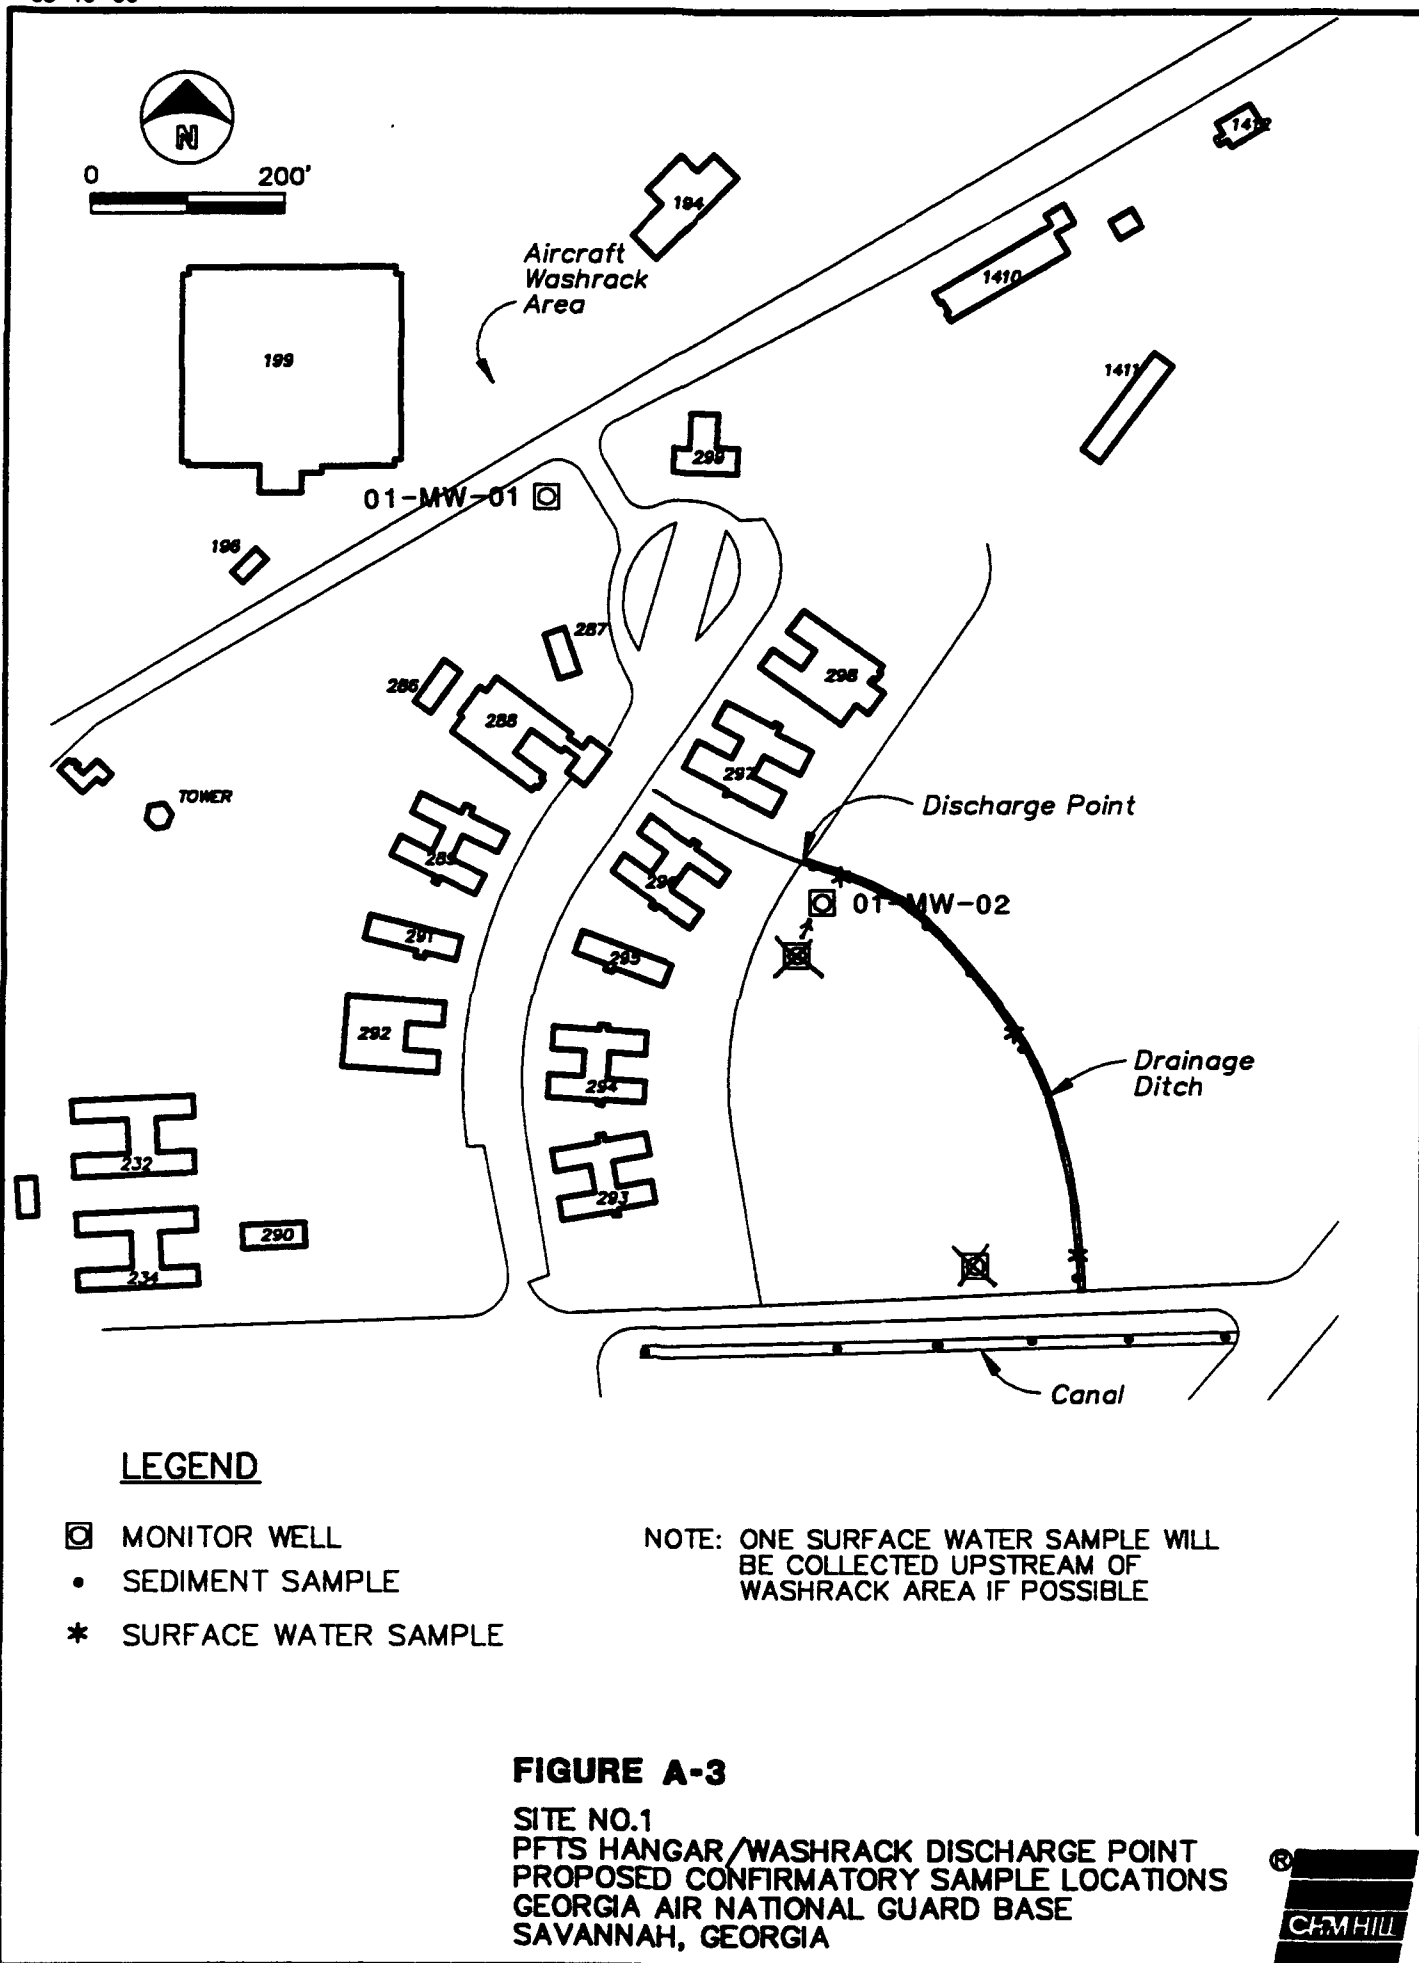 N
0 200'
1412
194
Aircraft
Washrack
Area
1410
199
1411
299
01-MW-01
196
287
286
298
288
297
TOWER
Discharge Point
289
296
01-MW-02
291
295
292
Drainage
Ditch
294
232
293
290
234
Canal
LEGEND
MONITOR WELL
SEDIMENT SAMPLE
SURFACE WATER SAMPLE
NOTE: ONE SURFACE WATER SAMPLE WILL
BE COLLECTED UPSTREAM OF
WASHRACK AREA IF POSSIBLE
FIGURE A-3
SITE NO.1
PFTS HANGAR/WASHRACK DISCHARGE POINT
PROPOSED CONFIRMATORY SAMPLE LOCATIONS
GEORGIA AIR NATIONAL GUARD BASE
SAVANNAH, GEORGIA
®
CH2M HILL